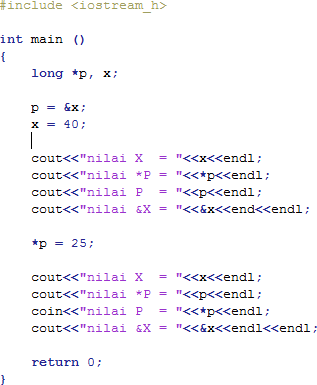 #include <iostream_h>
int main ()
{
long *p, x;
p = &x;
x = 40;
cout<<"nilai X  = "<<x<<endl;
cout<<"nilai *P = "<<*p<<endl;
cout<<"nilai P  = "<<p<<endl;
cout<<"nilai &X = "<<&x<<end<<endl;
*p = 25;
cout<<"nilai X  = "<<x<<endl;
cout<<"nilai *P = "<<p<<endl;
coin<<"nilai P  = "<<*p<<endl;
cout<<"nilai &X = "<<&x<<endl<<endl;
return 0;
}